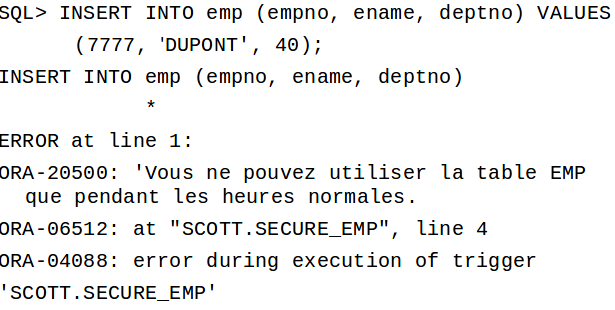 SQL> INSERT INTO emp (empno, ename, deptno) VALUES
(7777, 'DUPONT', 40);
INSERT INTO emp (empno, ename, deptno)
*
ERROR at line 1:
ORA-20500: 'Vous ne pouvez utiliser la table EMP
que pendant les heures normales.
ORA-06512: at "SCOTT.SECURE_EMP", line 4
ORA-04088: error during execution of trigger
'SCOTT.SECURE_EMP'